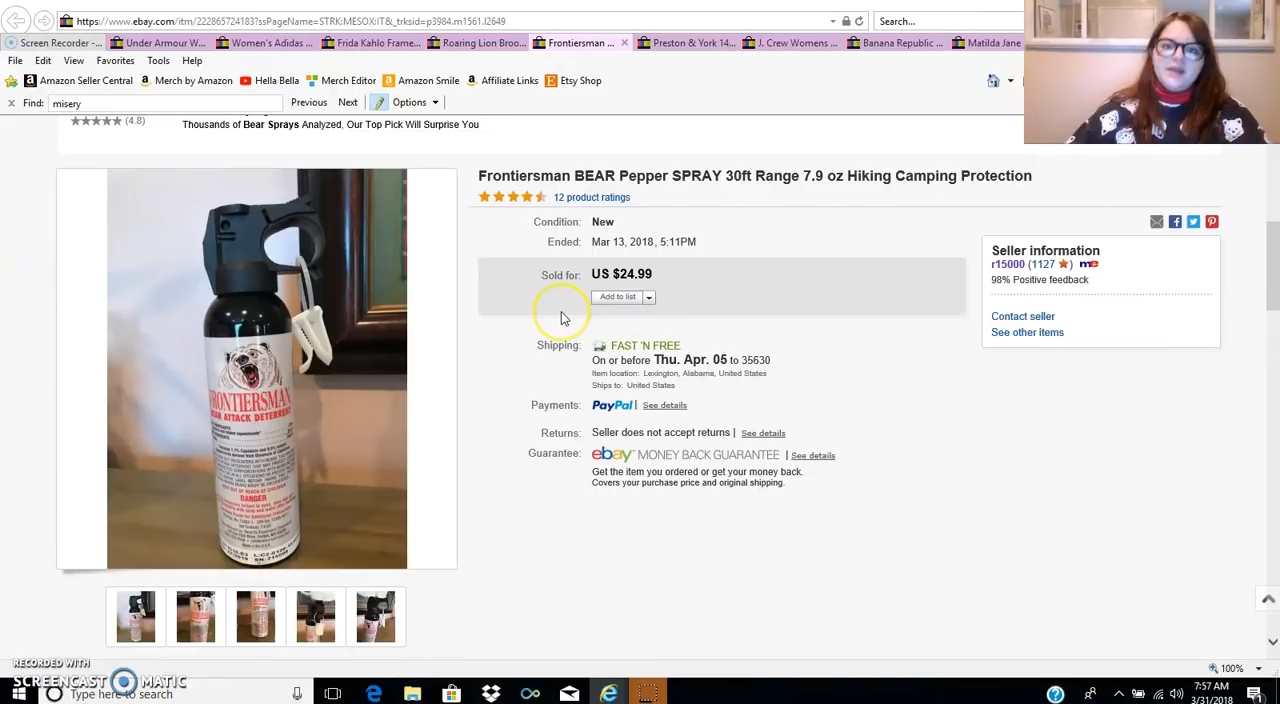 https://www.ebay.com/itm/222865724183?ssPageName=STRK:MESOX:IT&_trksid=p3984.m1561.l2649
Search...
Screen Recorder -...
Under Armour W...
Women's Adidas ...
Frida Kahlo Frame...
Roaring Lion Broo...
Frontiersman ...
Preston & York 14...
J. Crew Womens ...
Banana Republic ...
Matilda Jane
File Edit View Favorites Tools Help
Amazon Seller Central
Merch by Amazon
Hella Bella
Merch Editor
Amazon Smile
Affiliate Links
Etsy Shop
Find: misery
Previous Next Options
(4.8)
Thousands of Bear Sprays Analyzed, Our Top Pick Will Surprise You
Frontiersman BEAR Pepper SPRAY 30ft Range 7.9 oz Hiking Camping Protection
12 product ratings
Condition: New
Ended: Mar 13, 2018 , 5:11PM
Sold for: US $24.99
Add to list
Shipping: FAST 'N FREE
On or before Thu. Apr. 05 to 35630
Item location: Lexington, Alabama, United States
Ships to: United States
Payments: PayPal | See details
Returns: Seller does not accept returns | See details
Guarantee: ebay MONEY BACK GUARANTEE | See details
Get the item you ordered or get your money back.
Covers your purchase price and original shipping.
Seller information
r15000 (1127 ) me
98% Positive feedback
Contact seller
See other items
FRONTIERSMAN
BEAR ATTACK DETERRENT
DANGER
100%
RECORDED WITH
SCREENCAST MATIC
Type here to search
7:57 AM
3/31/2018